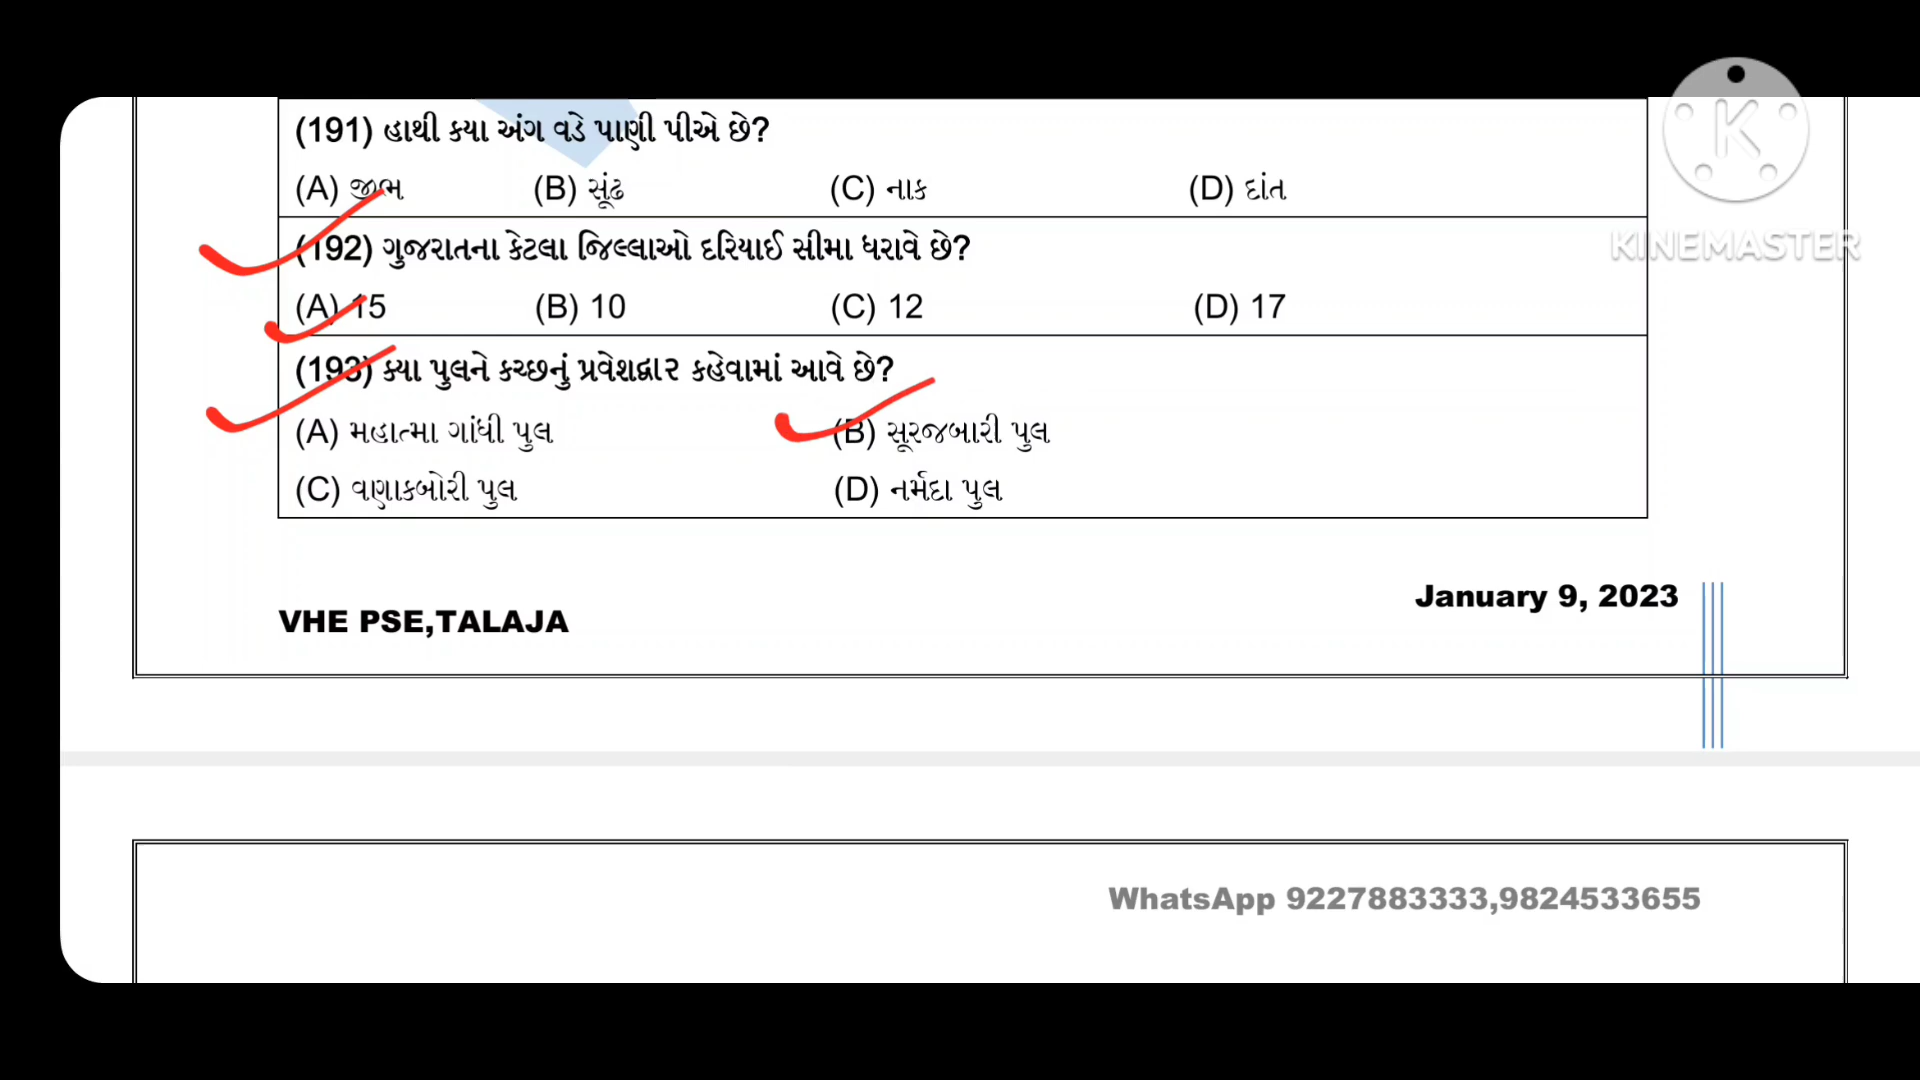 (191) હાથી ક્યા અંગ વડે પાણી પીએ છે?
(A) જીભ (B) સૂંઢ (C) નાક (D) દાંત
(192) ગુજરાતના કેટલા જિલ્લાઓ દરિયાઈ સીમા ધરાવે છે?
(A) 15 (B) 10 (C) 12 (D) 17
(193) ક્યા પુલને કચ્છનું પ્રવેશદ્વાર કહેવામાં આવે છે?
(A) મહાત્મા ગાંધી પુલ (B) સૂરજબારી પુલ
(C) વણાકબોરી પુલ (D) નર્મદા પુલ
January 9, 2023
VHE PSE,TALAJA
WhatsApp 9227883333,9824533655
K
KINEMASTER